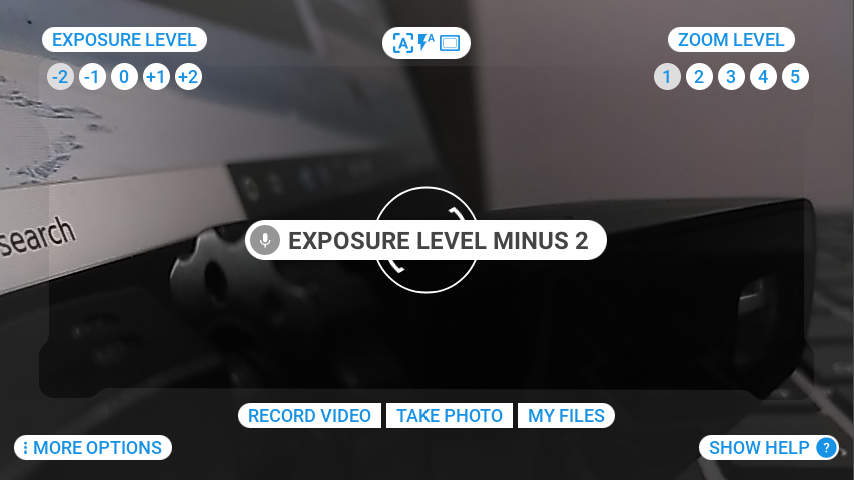 EXPOSURE LEVEL
-2 -1 0 +1 +2
A A
ZOOM LEVEL
1 2 3 4 5
search
EXPOSURE LEVEL MINUS 2
RECORD VIDEO TAKE PHOTO MY FILES
MORE OPTIONS
SHOW HELP ?